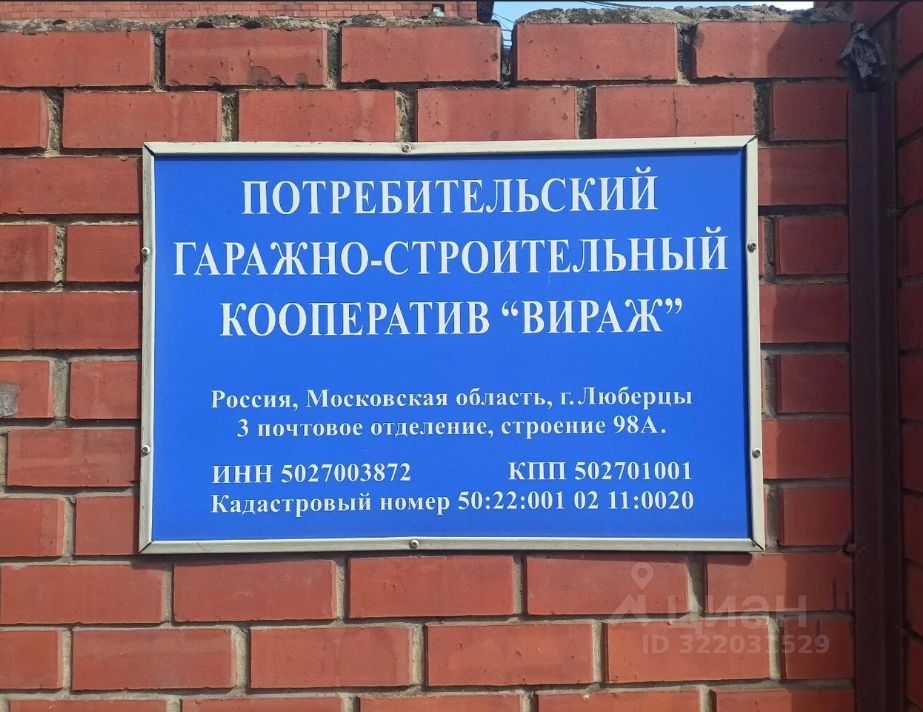 ПОТРЕБИТЕЛЬСКИЙ
ГАРАЖНО-СТРОИТЕЛЬНЫЙ
КООПЕРАТИВ “ВИРАЖ”
Россия, Московская область, г. Люберцы
3 почтовое отделение, строение 98А.
ИНН 5027003872 КПП 502701001
Кадастровый номер 50:22:001 02 11:0020
циан
ID 322031529